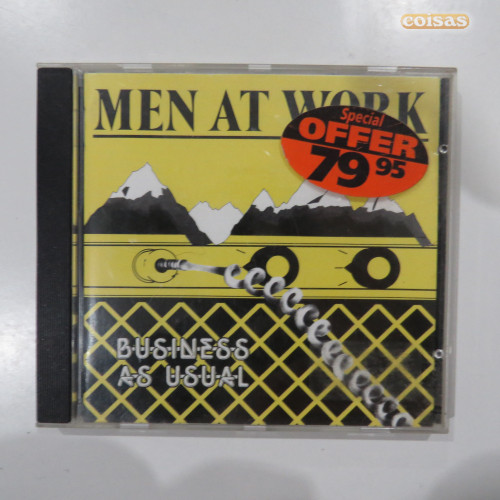 coisas
MEN AT WORK
Special
OFFER
79 95
BUSINESS
AS USUAL